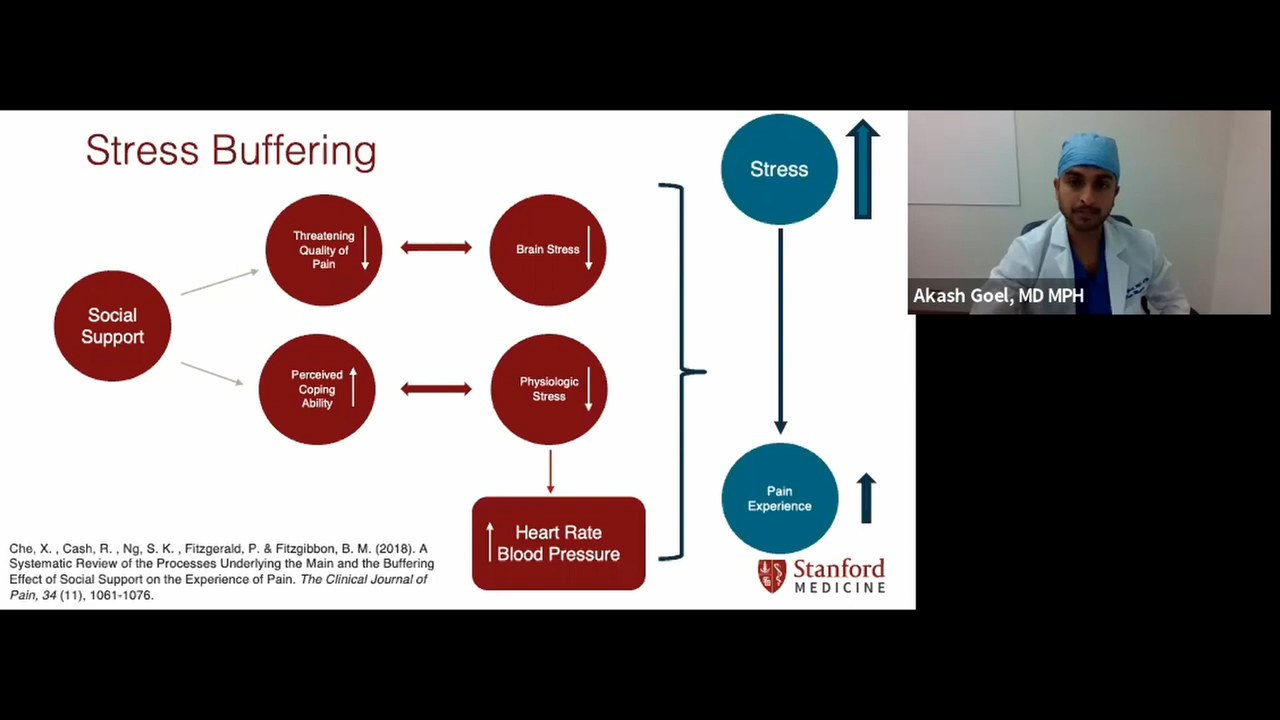 Stress Buffering
Social
Support
Threatening
Quality of
Pain
Brain Stress
Perceived
Coping
Ability
Physiologic
Stress
Heart Rate
Blood Pressure
Stress
Pain
Experience
Che, X. , Cash, R. , Ng, S. K. , Fitzgerald, P. & Fitzgibbon, B. M. (2018). A
Systematic Review of the Processes Underlying the Main and the Buffering
Effect of Social Support on the Experience of Pain. The Clinical Journal of
Pain, 34 (11), 1061-1076.
Stanford
MEDICINE
Akash Goel, MD MPH